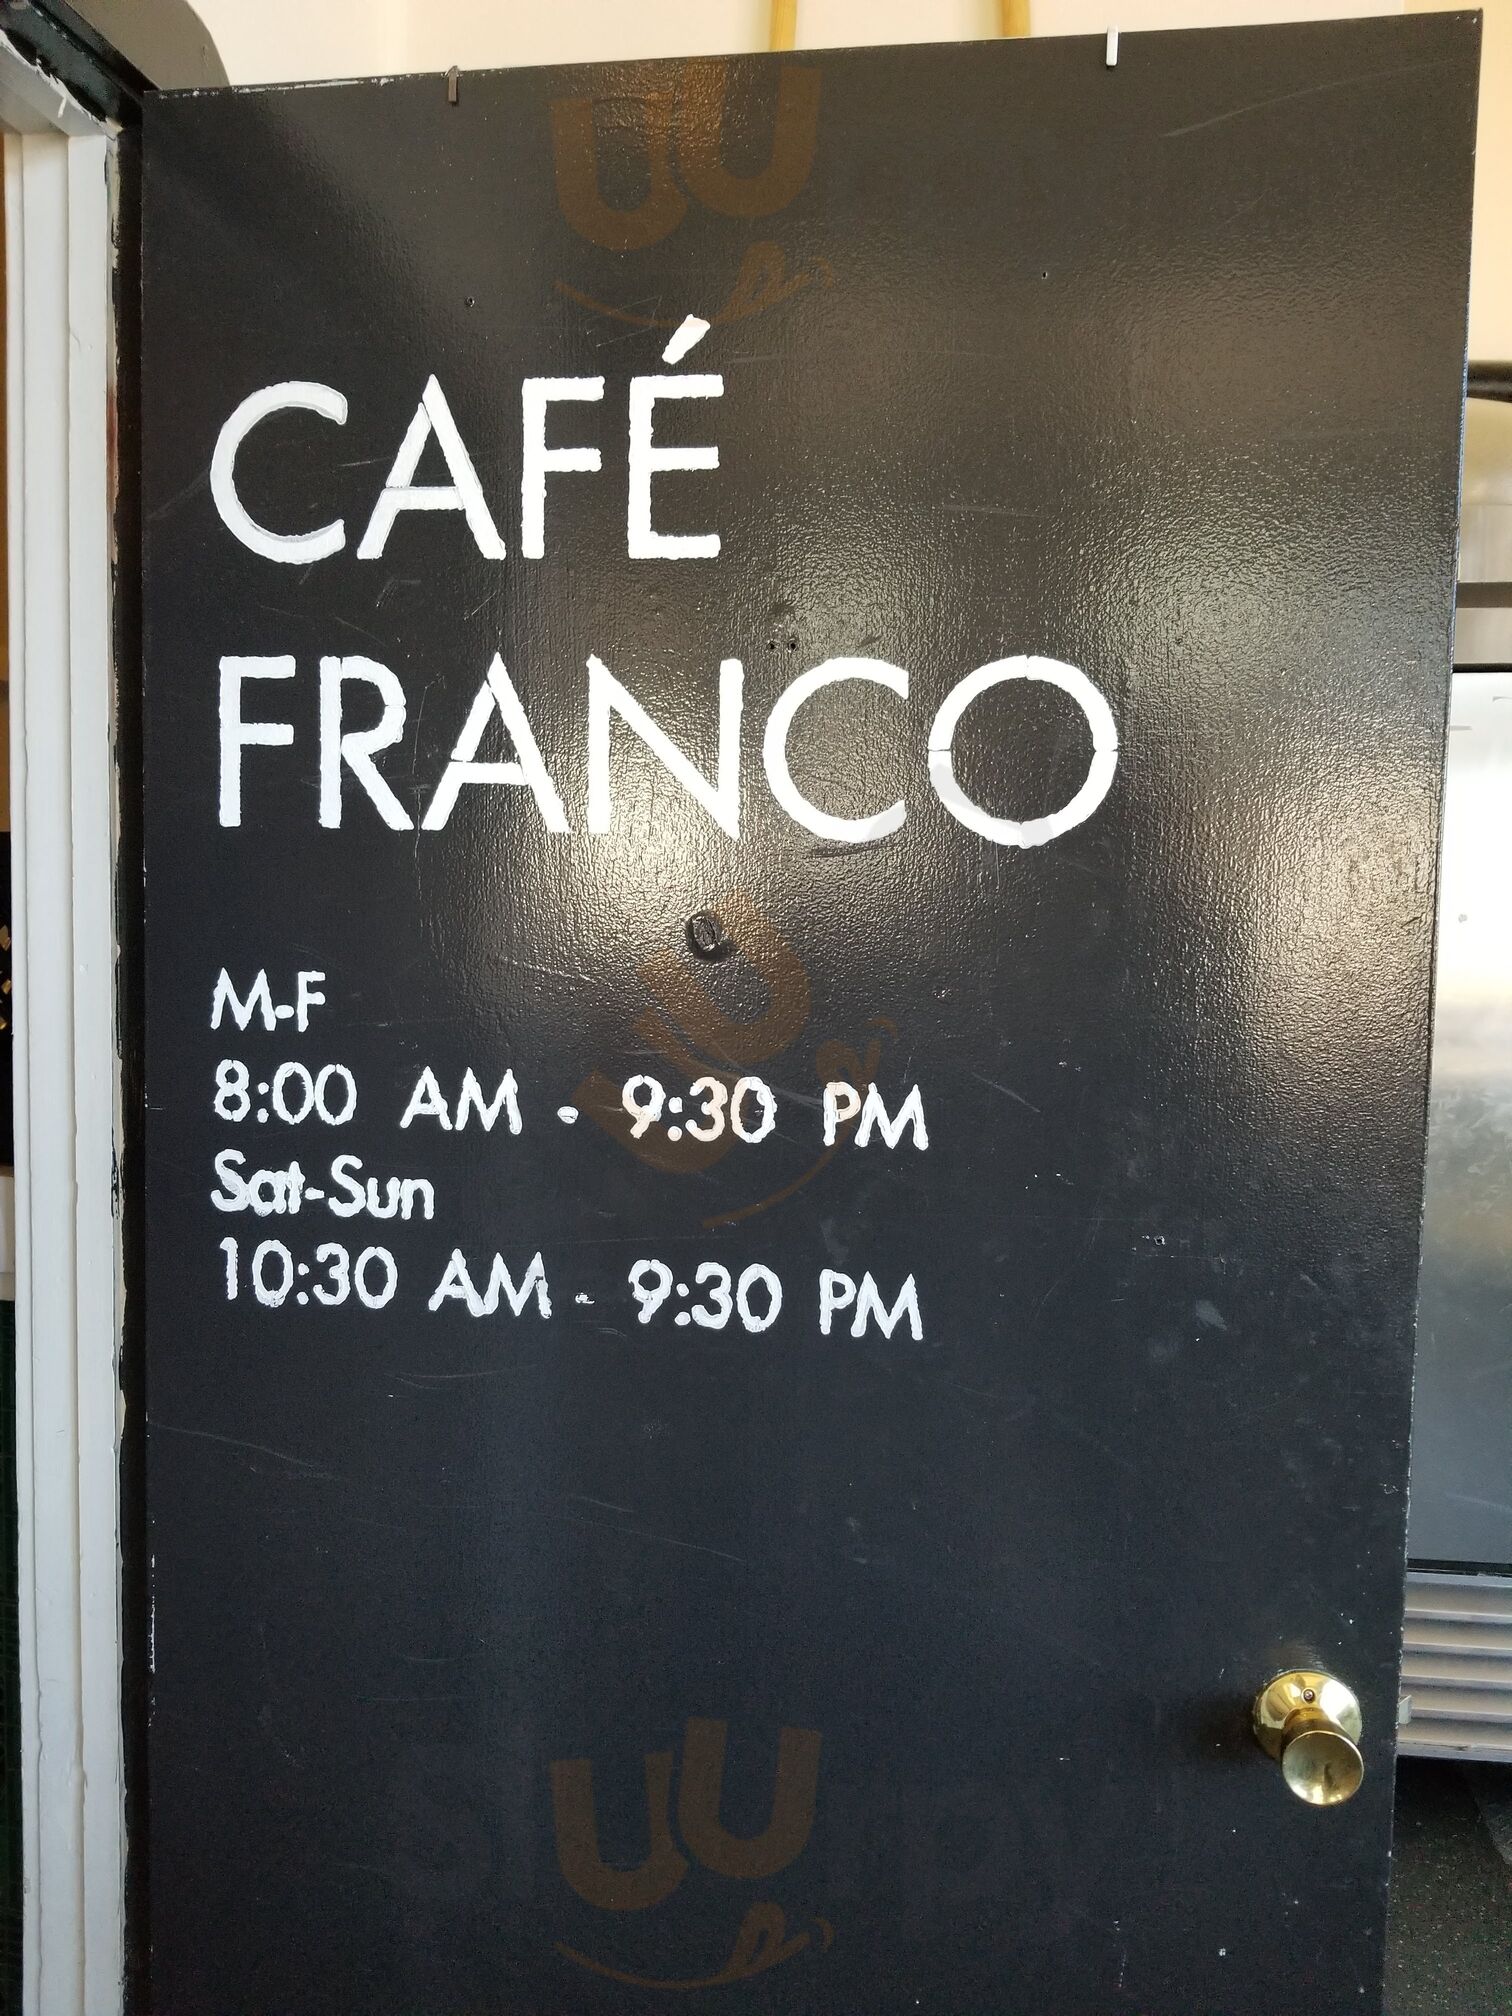 CAFÉ
FRANCO
M-F
8:00 AM - 9:30 PM
Sat-Sun
10:30 AM - 9:30 PM